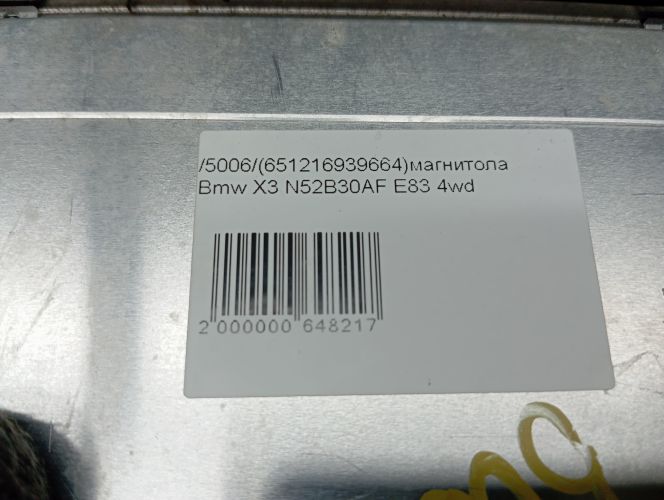 /5006/(651216939664)магнитола
Bmw X3 N52B30AF E83 4wd
2 000000 648217